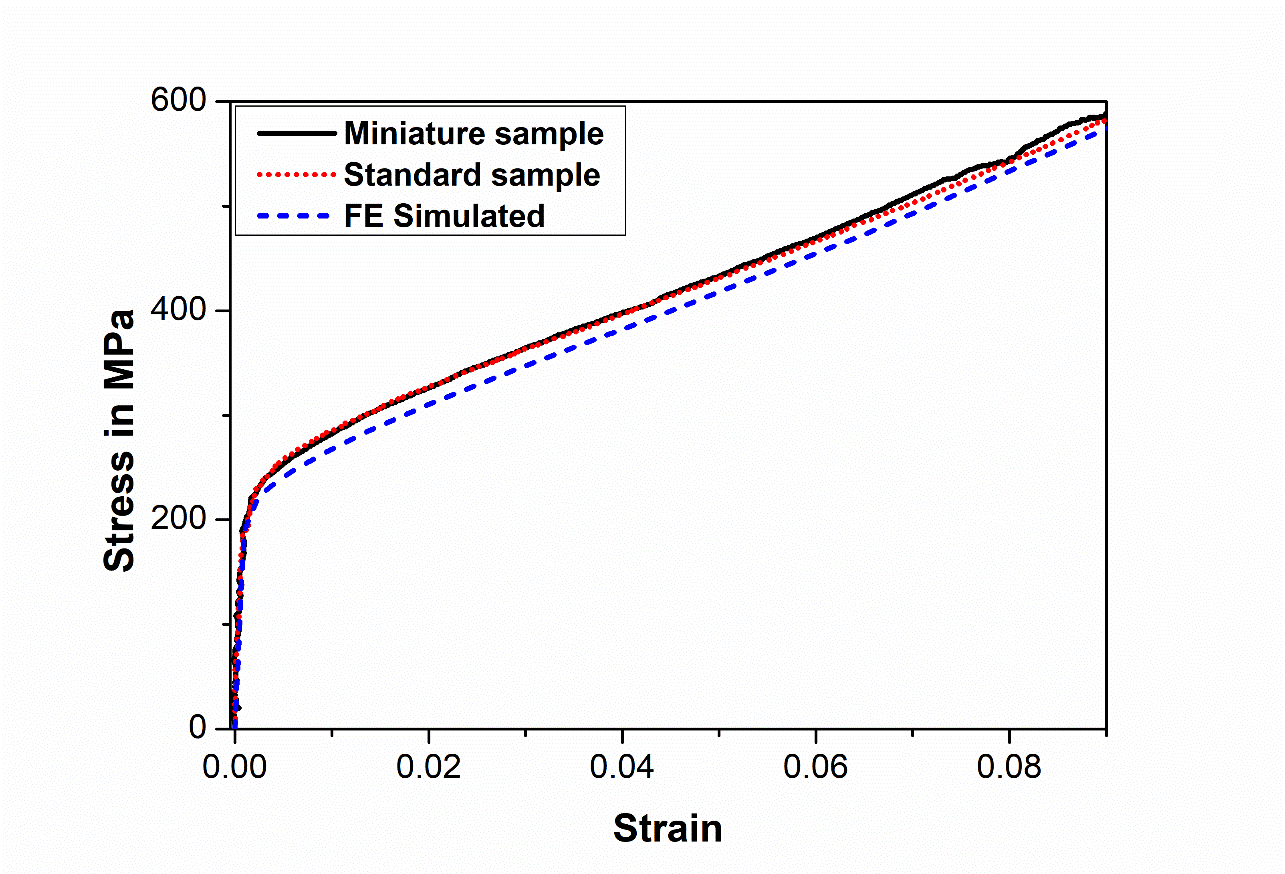 600
Miniature sample
Standard sample
FE Simulated
400
Stress in MPa
200
0
0.00 0.02 0.04 0.06 0.08
Strain